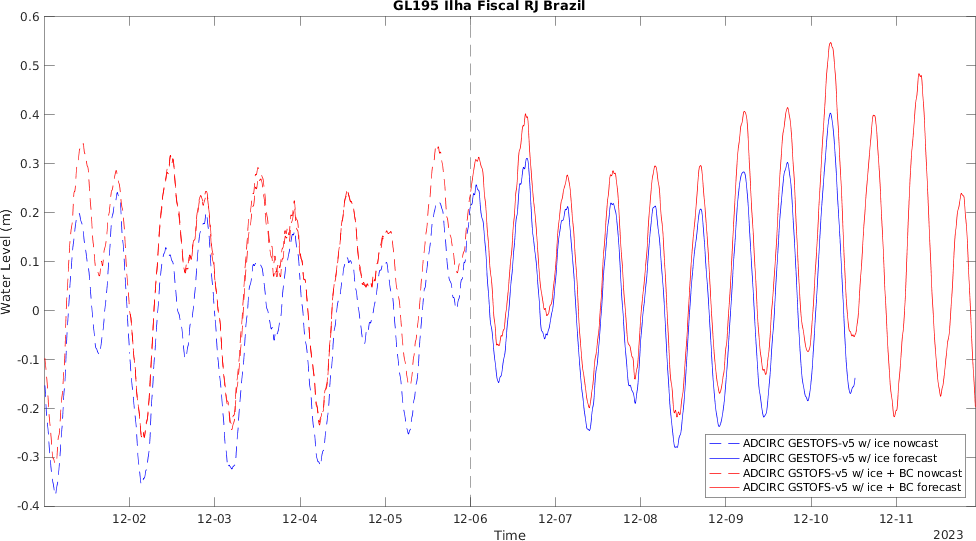 GL195 Ilha Fiscal RJ Brazil
0.6
0.5
0.4
0.3
0.2
0.1
0
-0.1
-0.2
-0.3
-0.4
Water Level (m)
ADCIRC GESTOFS-v5 w/ ice nowcast
ADCIRC GESTOFS-v5 w/ ice forecast
ADCIRC GSTOFS-v5 w/ ice + BC nowcast
ADCIRC GSTOFS-v5 w/ ice + BC forecast
12-02 12-03 12-04 12-05 12-06 12-07 12-08 12-09 12-10 12-11
Time
2023